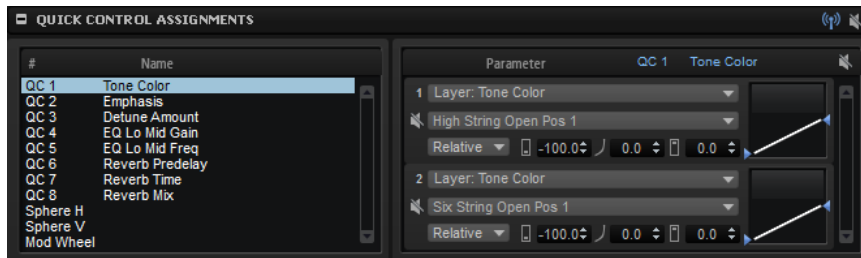 QUICK CONTROL ASSIGNMENTS
# Name
QC 1 Tone Color
QC 2 Emphasis
QC 3 Detune Amount
QC 4 EQ Lo Mid Gain
QC 5 EQ Lo Mid Freq
QC 6 Reverb Predelay
QC 7 Reverb Time
QC 8 Reverb Mix
Sphere H
Sphere V
Mod Wheel
Parameter QC 1 Tone Color
1 Layer: Tone Color
High String Open Pos 1
Relative -100.0 0.0 0.0
2 Layer: Tone Color
Six String Open Pos 1
Relative -100.0 0.0 0.0